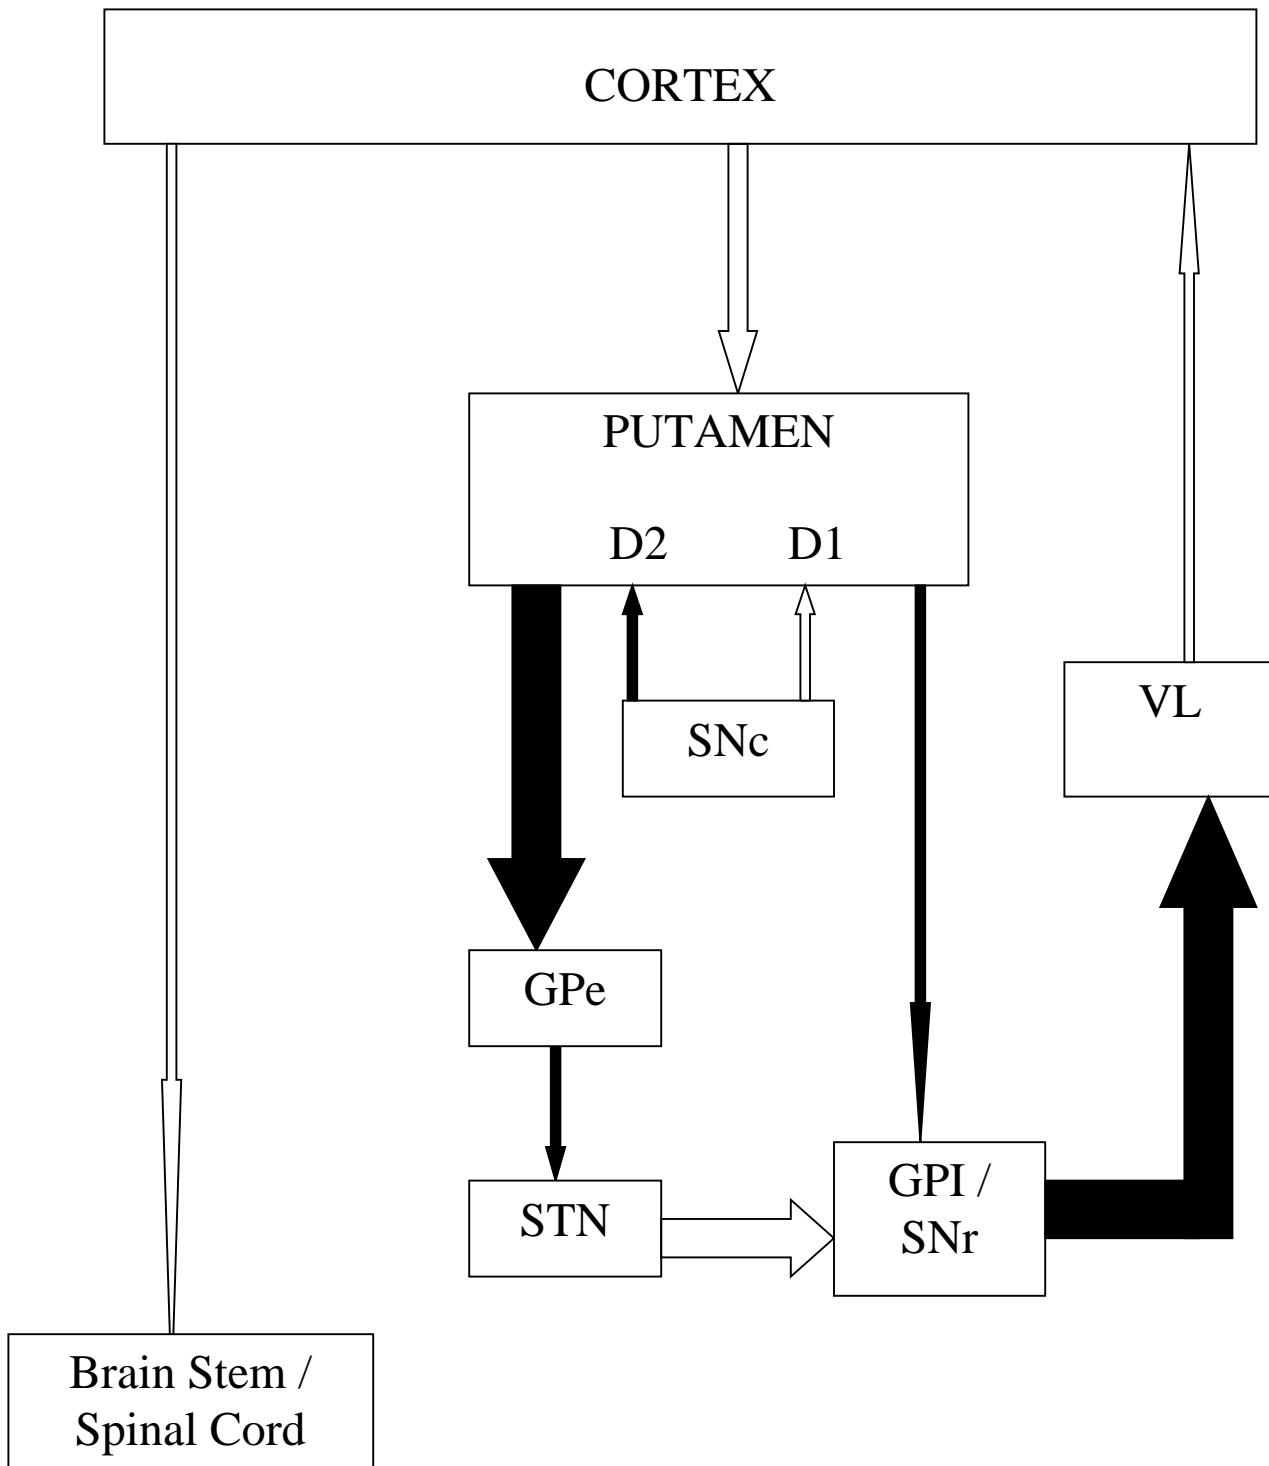 CORTEX
PUTAMEN
D2 D1
SNc
VL
GPe
GPI /
SNr
STN
Brain Stem /
Spinal Cord